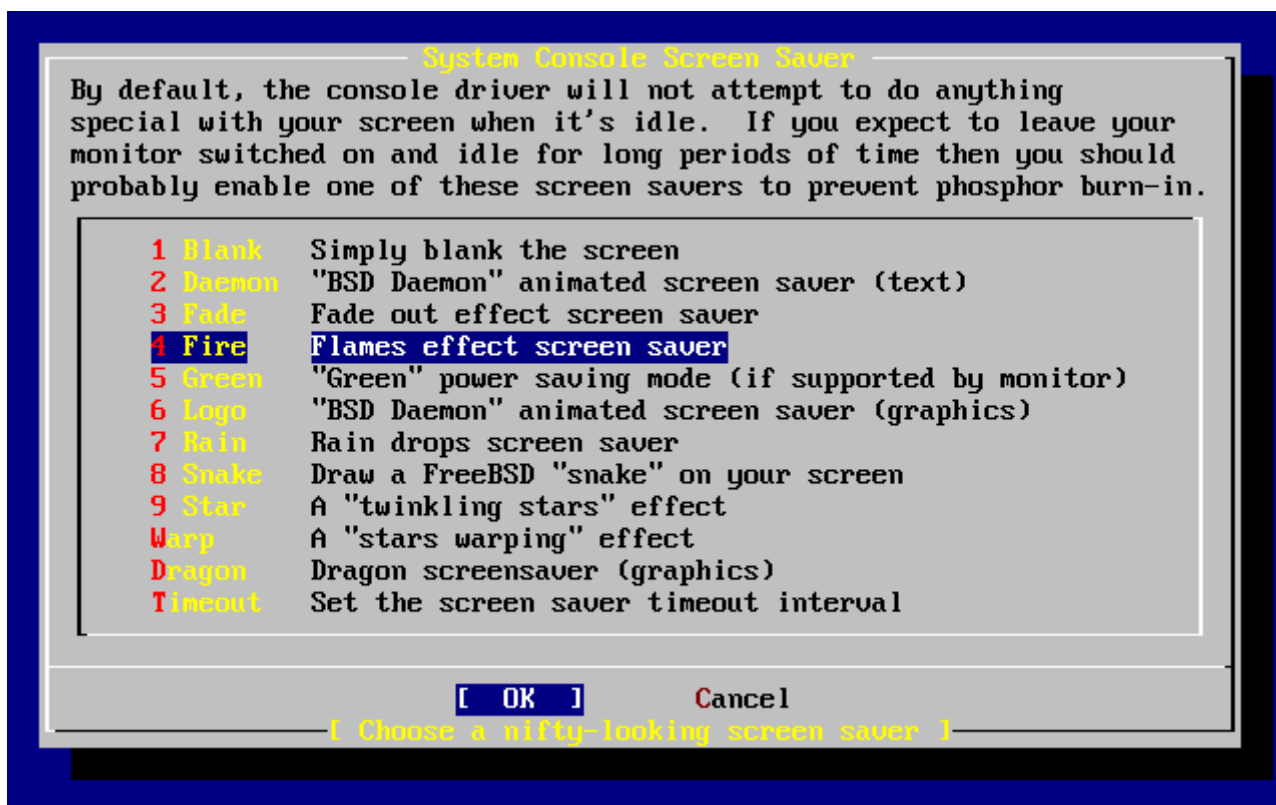 System Console Screen Saver
By default, the console driver will not attempt to do anything
special with your screen when it's idle.  If you expect to leave your
monitor switched on and idle for long periods of time then you should
probably enable one of these screen savers to prevent phosphor burn-in.
1 Blank   Simply blank the screen
2 Daemon  "BSD Daemon" animated screen saver (text)
3 Fade    Fade out effect screen saver
4 Fire    Flames effect screen saver
5 Green   "Green" power saving mode (if supported by monitor)
6 Logo    "BSD Daemon" animated screen saver (graphics)
7 Rain    Rain drops screen saver
8 Snake   Draw a FreeBSD "snake" on your screen
9 Star    A "twinkling stars" effect
Warp      A "stars warping" effect
Dragon    Dragon screensaver (graphics)
Timeout   Set the screen saver timeout interval
[  OK  ]       Cancel
[ Choose a nifty-looking screen saver ]